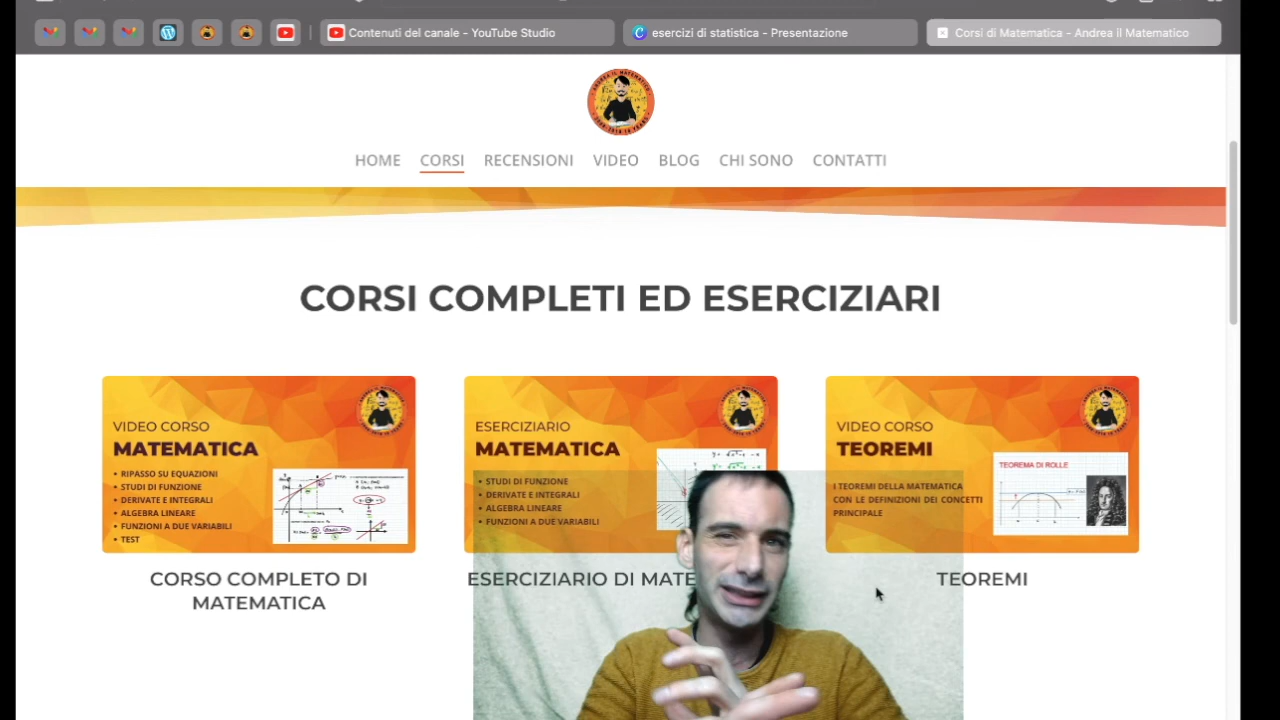 Contenuti del canale - YouTube Studio
esercizi di statistica - Presentazione
Corsi di Matematica - Andrea il Matematico
HOME CORSI RECENSIONI VIDEO BLOG CHI SONO CONTATTI
CORSI COMPLETI ED ESERCIZIARI
VIDEO CORSO
MATEMATICA
• RIPASSO SU EQUAZIONI
• STUDI DI FUNZIONE
• DERIVATE E INTEGRALI
• ALGEBRA LINEARE
• FUNZIONI A DUE VARIABILI
• TEST
CORSO COMPLETO DI
MATEMATICA
ESERCIZIARIO
MATEMATICA
• STUDI DI FUNZIONE
• DERIVATE E INTEGRALI
• ALGEBRA LINEARE
• FUNZIONI A DUE VARIABILI
ESERCIZIARIO DI MATE
VIDEO CORSO
TEOREMI
I TEOREMI DELLA MATEMATICA
CON LE DEFINIZIONI DEI CONCETTI
PRINCIPALE
TEOREMA DI ROLLE
TEOREMI